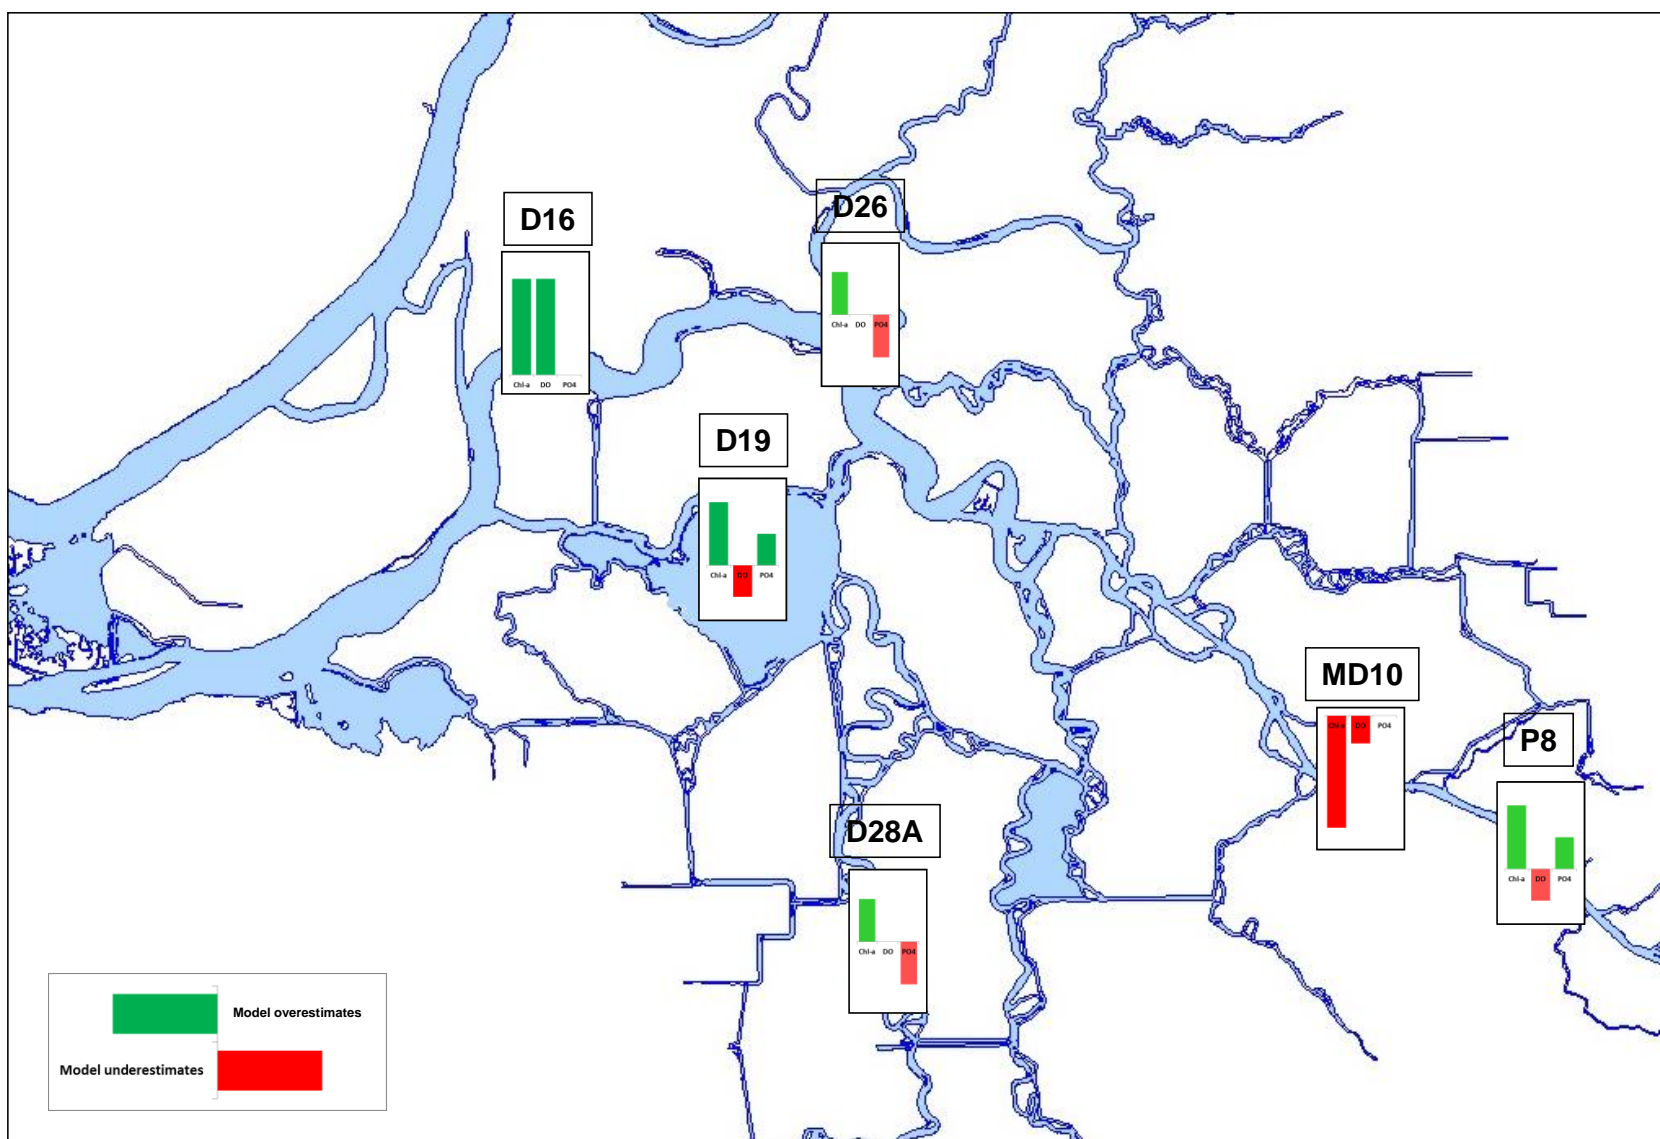 D16
Chl-a DO PO4
D26
Chl-a DO PO4
D19
Chl-a DO PO4
MD10
Chl-a DO PO4
P8
Chl-a DO PO4
D28A
Chl-a DO PO4
Model overestimates
Model underestimates